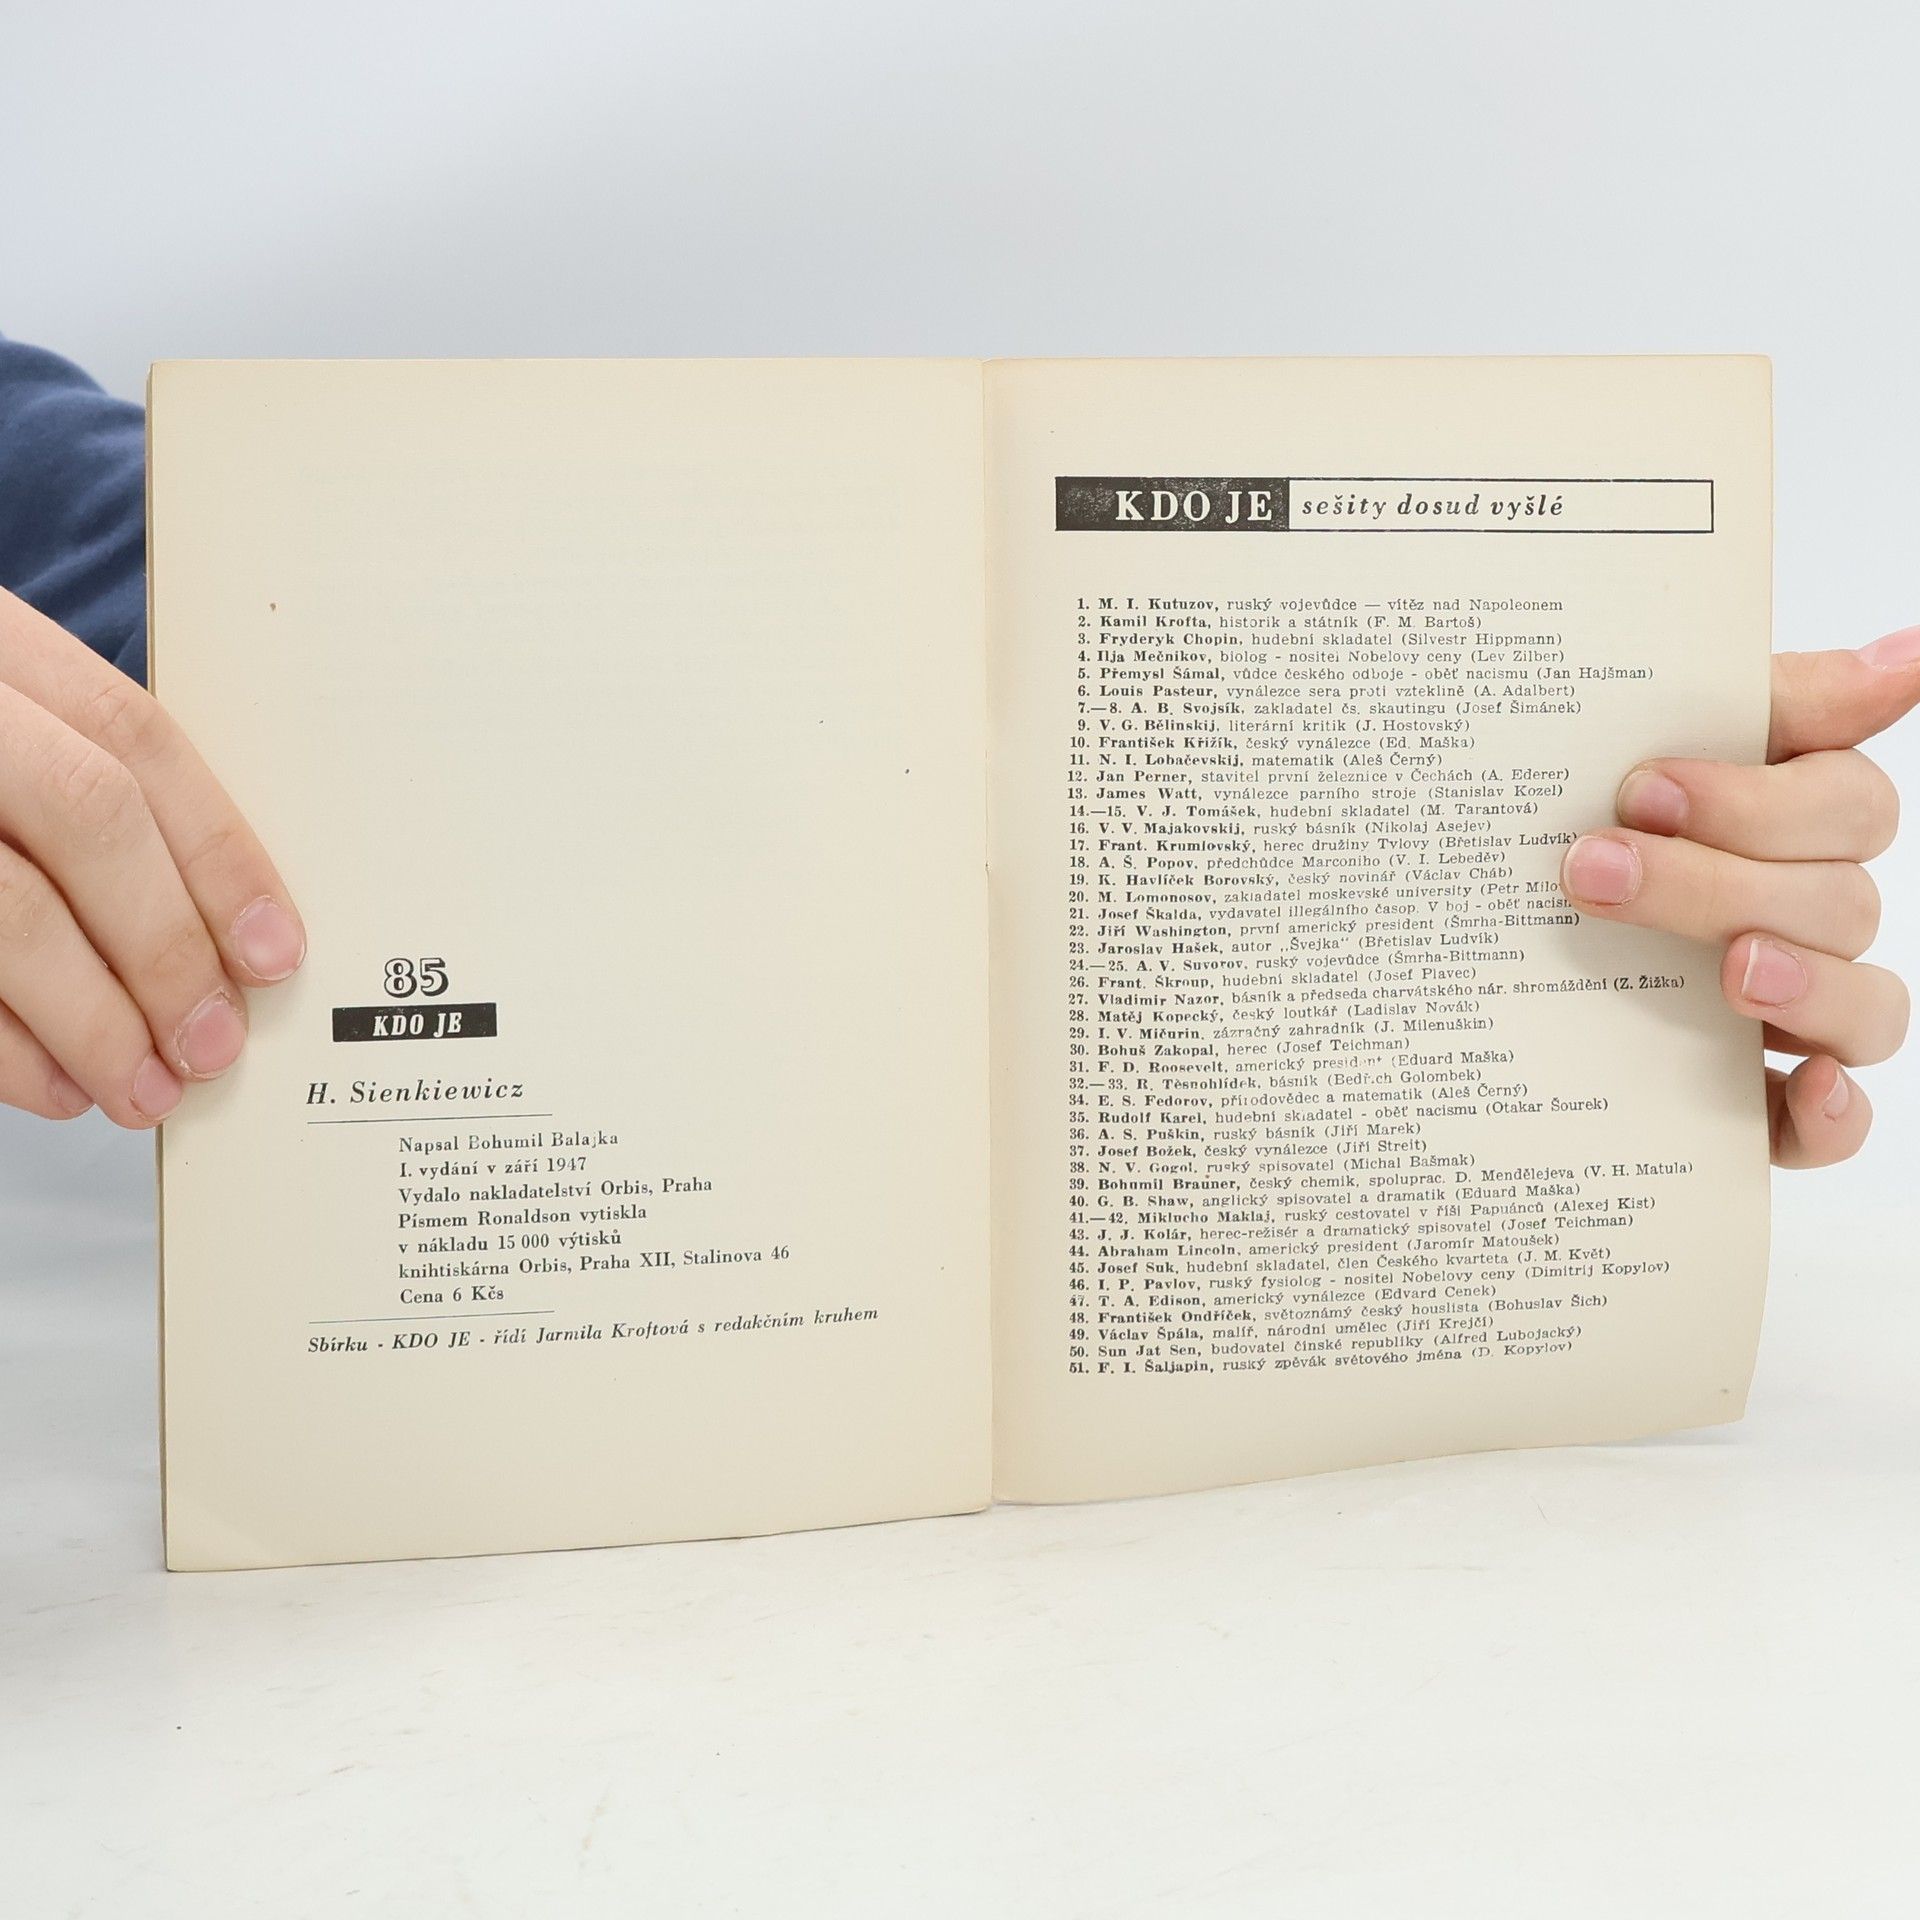 85
KDO JE
H. Sienkiewicz
Napsal Bohumil Balajka
I. vydání v září 1947
Vydalo nakladatelství Orbis, Praha
Písmem Ronaldson vytiskla
v nákladu 15 000 výtisků
knihtiskárna Orbis, Praha XII, Stalinova 46
Cena 6 Kčs
Sbírku - KDO JE - řídí Jarmila Kroftová s redakčním kruhem
KDO JE sešity dosud vyšlé
1. M. I. Kutuzov, ruský vojevůdce — vítěz nad Napoleonem
2. Kamil Krofta, historik a státník (F. M. Bartoš)
3. Fryderyk Chopin, hudební skladatel (Silvestr Hippmann)
4. Ilja Mečnikov, biolog - nositel Nobelovy ceny (Lev Zilber)
5. Přemysl Šámal, vůdce českého odboje - oběť nacismu (Jan Hajšman)
6. Louis Pasteur, vynálezce sera proti vzteklině (A. Adalbert)
7.—8. A. B. Svojsík, zakladatel čs. skautingu (Josef Šimánek)
9. V. G. Bělinskij, literární kritik (J. Hostovský)
10. František Křižík, český vynálezce (Ed. Maška)
11. N. I. Lobačevskij, matematik (Aleš Černý)
12. Jan Perner, stavitel první železnice v Čechách (A. Ederer)
13. James Watt, vynálezce parního stroje (Stanislav Kozel)
14.—15. V. J. Tomášek, hudební skladatel (M. Tarantová)
16. V. V. Majakovskij, ruský básník (Nikolaj Asejev)
17. Frant. Krumlovský, herec družiny Tylovy (Břetislav Ludvík)
18. A. Š. Popov, předchůdce Marconiho (V. I. Lebeděv)
19. K. Havlíček Borovský, český novinář (Václav Cháb)
20. M. Lomonosov, zakladatel moskevské university (Petr
21. Josef Škalda, vydavatel illegálního časop. V boj - oběť
22. Jiří Washington, první americký president (Šmrha-Bittmann)
23. Jaroslav Hašek, autor „Švejka“ (Břetislav Ludvík)
24.—25. A. V. Suvorov, ruský vojevůdce (Šmrha-Bittmann)
26. Frant. Škroup, hudební skladatel (Josef Plavec)
27. Vladimir Nazor, básník a předseda charvátského nár. shromáždění (Z. Žižka)
28. Matěj Kopecký, český loutkář (Ladislav Novák)
29. I. V. Mičurin, zázračný zahradník (J. Milenuškin)
30. Bohuš Zakopal, herec (Josef Teichman)
31. F. D. Roosevelt, americký president (Eduard Maška)
32.—33. R. Těsnohlídek, básník (Bedřich Golombek)
34. E. S. Fedorov, přírodovědec a matematik (Aleš Černý)
35. Rudolf Karel, hudební skladatel - oběť nacismu (Otakar Šourek)
36. A. S. Puškin, ruský básník (Jiří Marek)
37. Josef Božek, český vynálezce (Jiří Streit)
38. N. V. Gogol, ruský spisovatel (Michal Bašmak)
39. Bohumil Brauner, český chemik, spoluprac. D. Mendělejeva (V. H. Matula)
40. G. B. Shaw, anglický spisovatel a dramatik (Eduard Maška)
41.—42. Miklucho Maklaj, ruský cestovatel v říši Papuánců (Alexej Kist)
43. J. J. Kolár, herec-režisér a dramatický spisovatel (Josef Teichman)
44. Abraham Lincoln, americký president (Jaromír Matoušek)
45. Josef Suk, hudební skladatel, člen Českého kvarteta (J. M. Květ)
46. I. P. Pavlov, ruský fysiolog - nositel Nobelovy ceny (Dimitrij Kopylov)
47. T. A. Edison, americký vynálezce (Edvard Cenek)
48. František Ondříček, světoznámý český houslista (Bohuslav Šich)
49. Václav Špála, malíř, národní umělec (Jiří Krejčí)
50. Sun Jat Sen, budovatel čínské republiky (Alfred Lubojacký)
51. F. I. Šaljapin, ruský zpěvák světového jména (D. Kopylov)